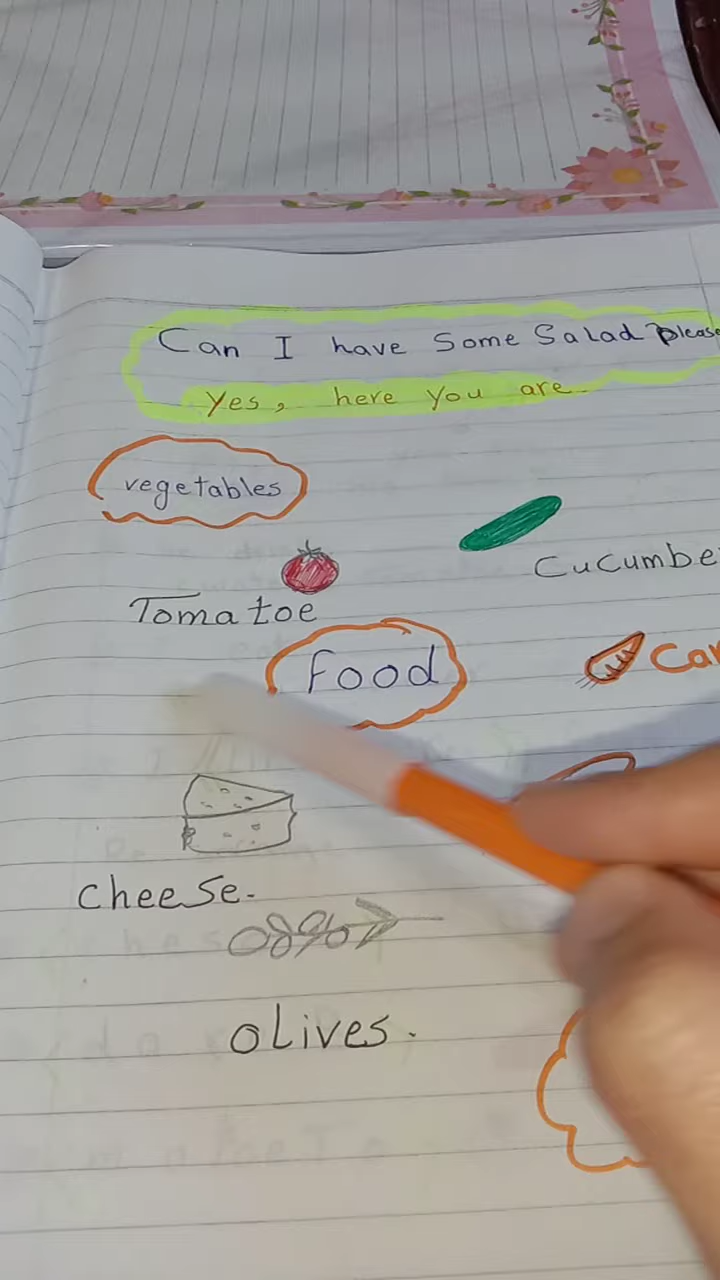 Can I have Some Salad Please
Yes, here you are
vegetables
Cucumbe
Tomatoe
Food
Car
cheese.
oLives.